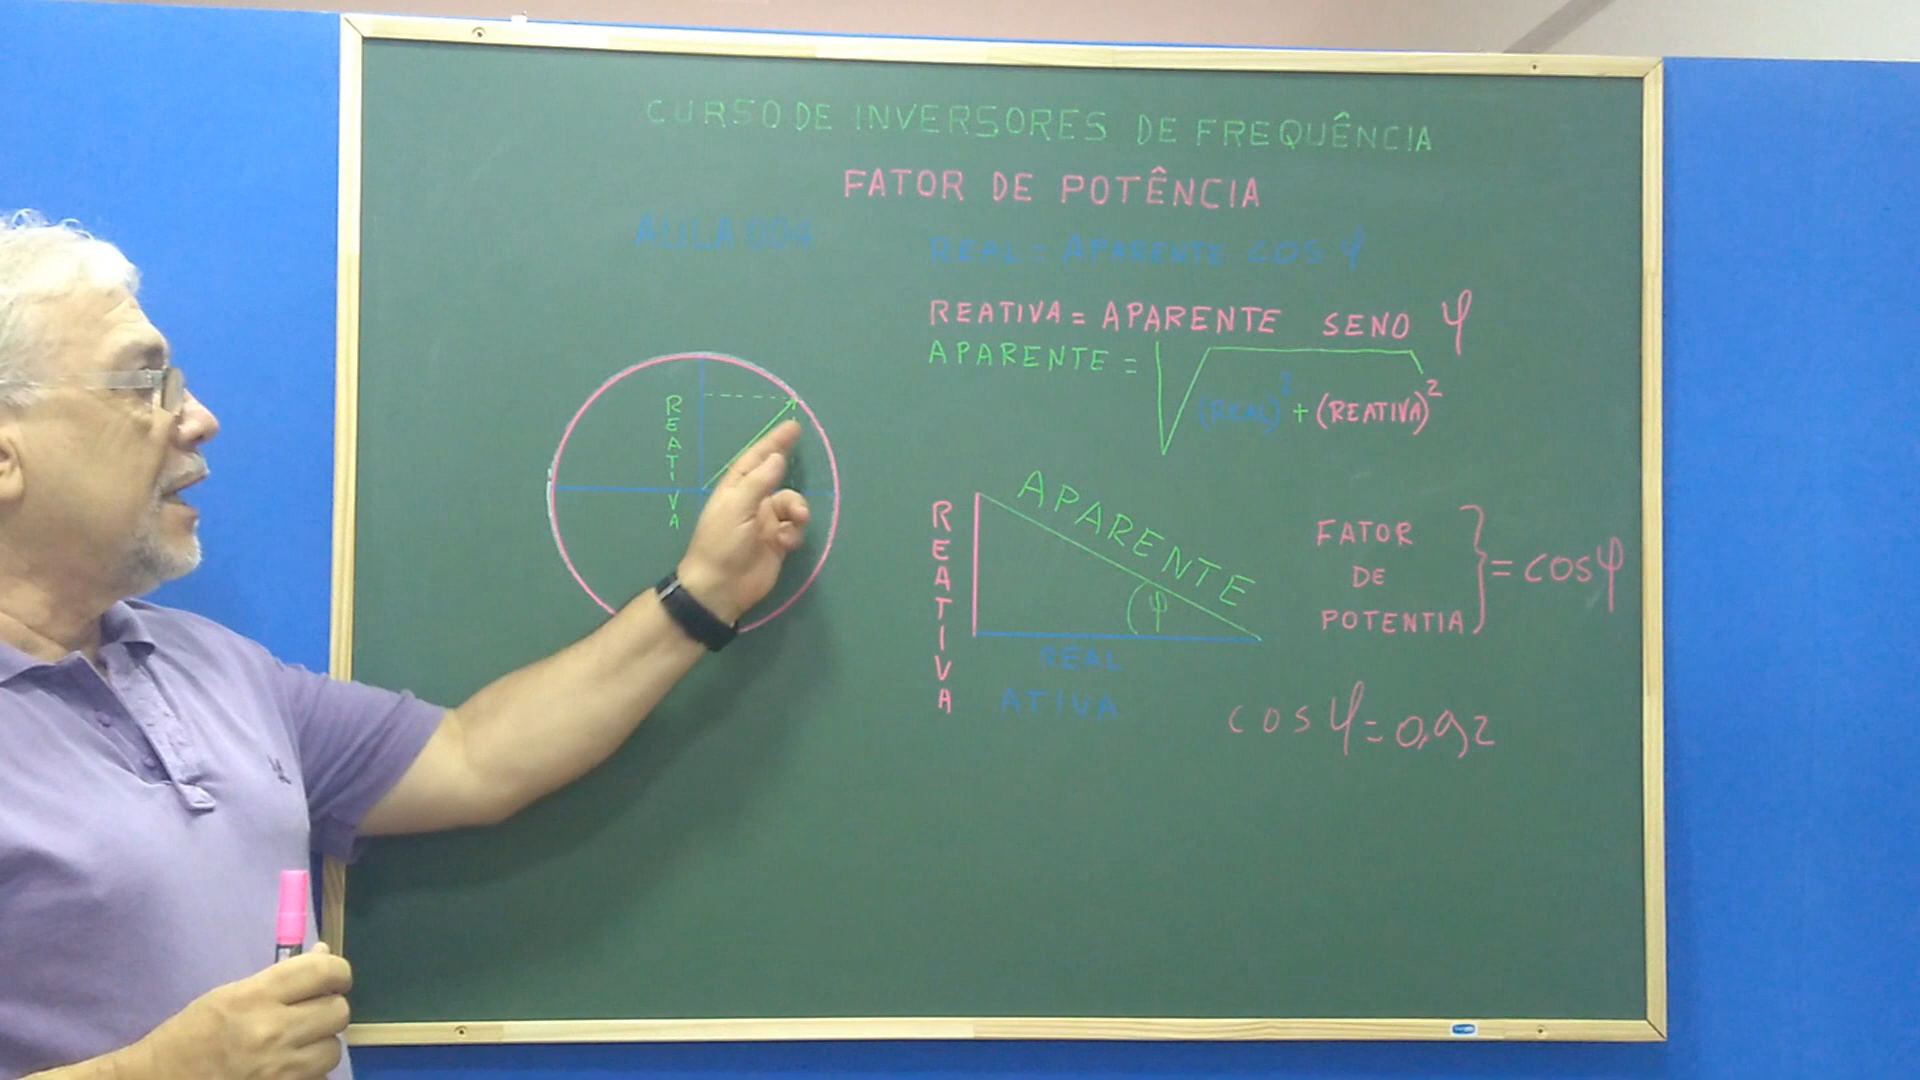 CURSO DE INVERSORES DE FREQUÊNCIA
FATOR DE POTÊNCIA
AULA 004
REAL = APARENTE COS φ
REATIVA = APARENTE SENO φ
APARENTE = √(REAL)² + (REATIVA)²
REATIVA
REATIVA
APARENTE
φ
REAL
ATIVA
FATOR
DE
POTENTIA
} = COSφ
COS φ = 0,92